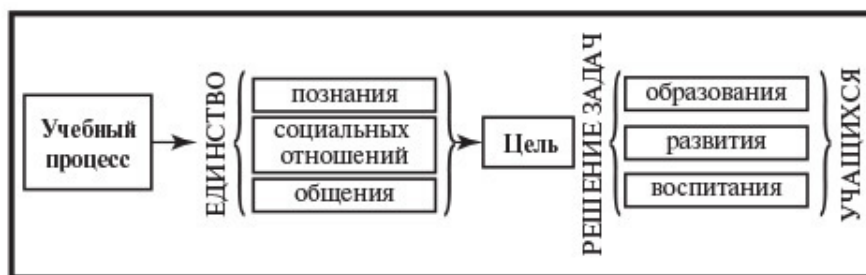 Учебный
процесс
ЕДИНСТВО
познания
социальных
отношений
общения
Цель
РЕШЕНИЕ ЗАДАЧ
образования
развития
воспитания
УЧАЩИХСЯ